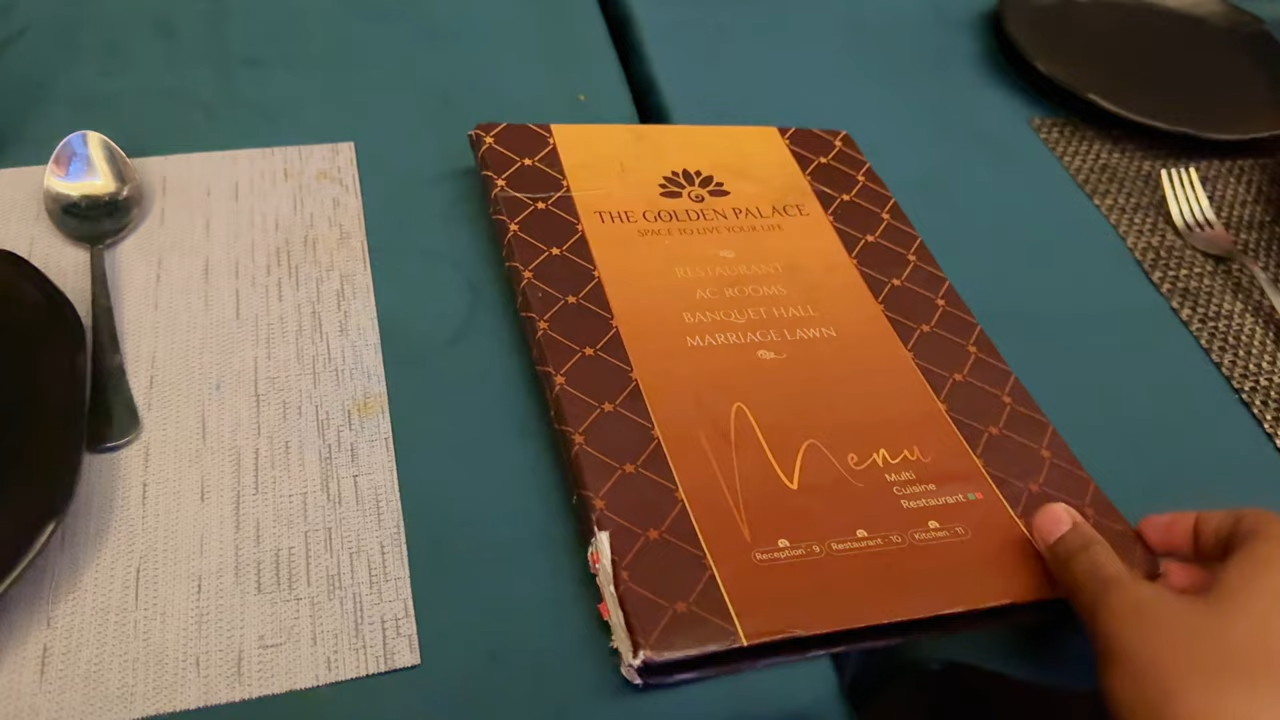 THE GOLDEN PALACE
SPACE TO LIVE YOUR LIFE
RESTAURANT
AC ROOMS
BANQUET HALL
MARRIAGE LAWN
Menu
Multi
Cuisine
Restaurant
Reception - 9 Restaurant - 10 Kitchen - 11